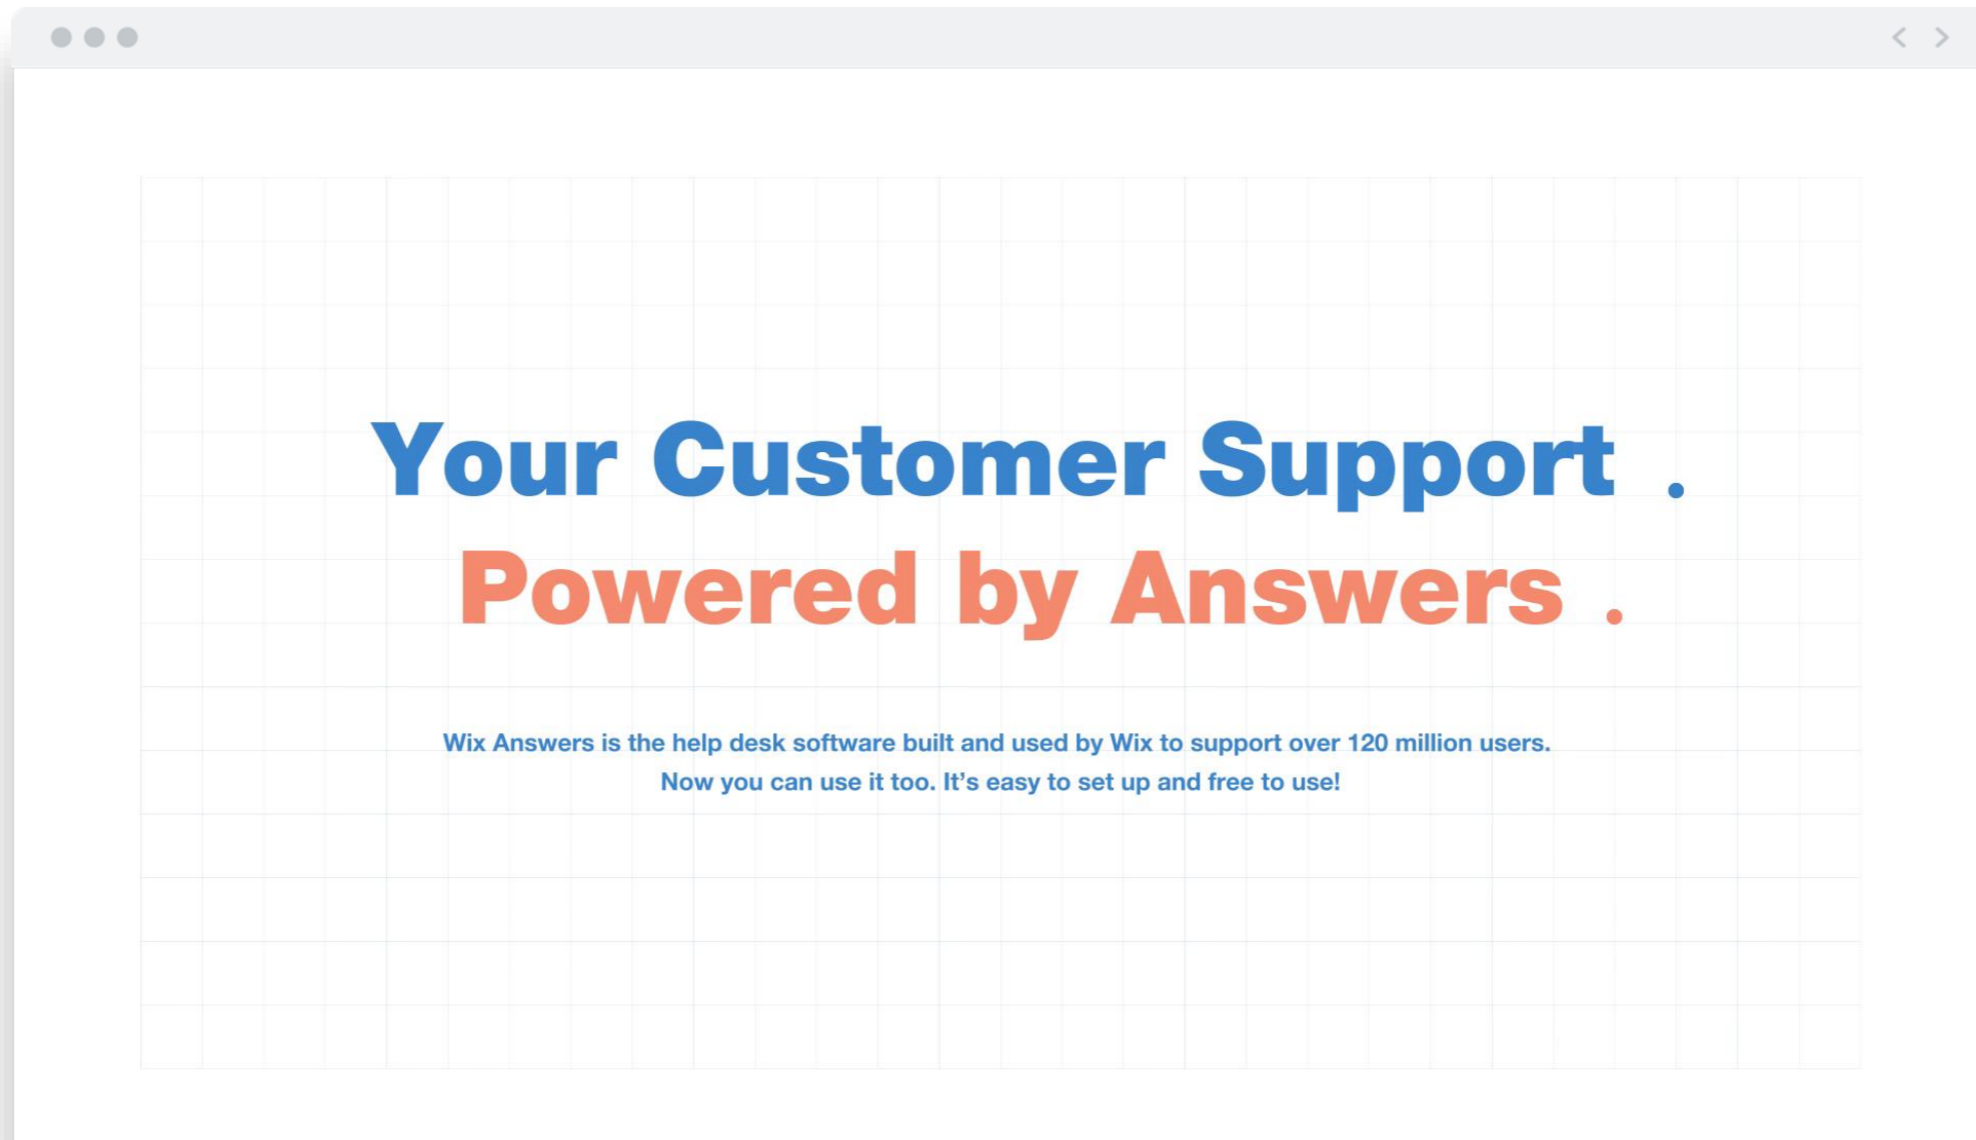 Your Customer Support .
Powered by Answers .
Wix Answers is the help desk software built and used by Wix to support over 120 million users.
Now you can use it too. It’s easy to set up and free to use!